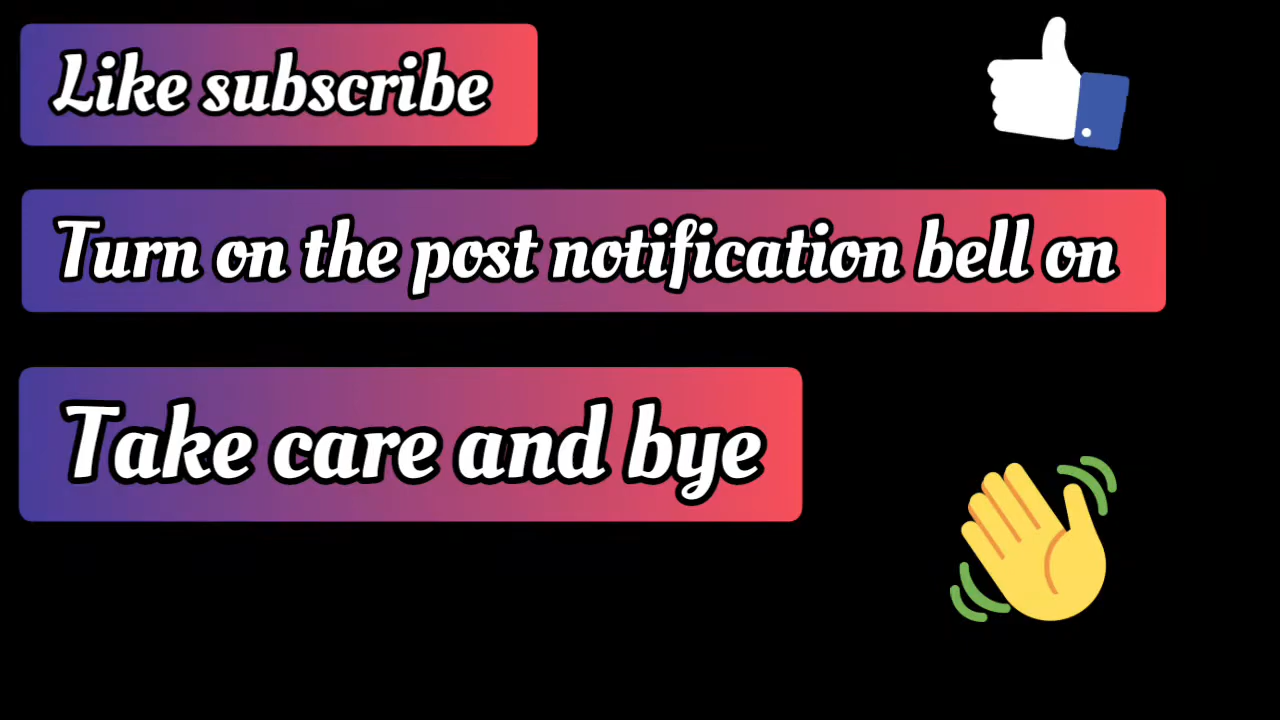 Like subscribe
Turn on the post notification bell on
Take care and bye